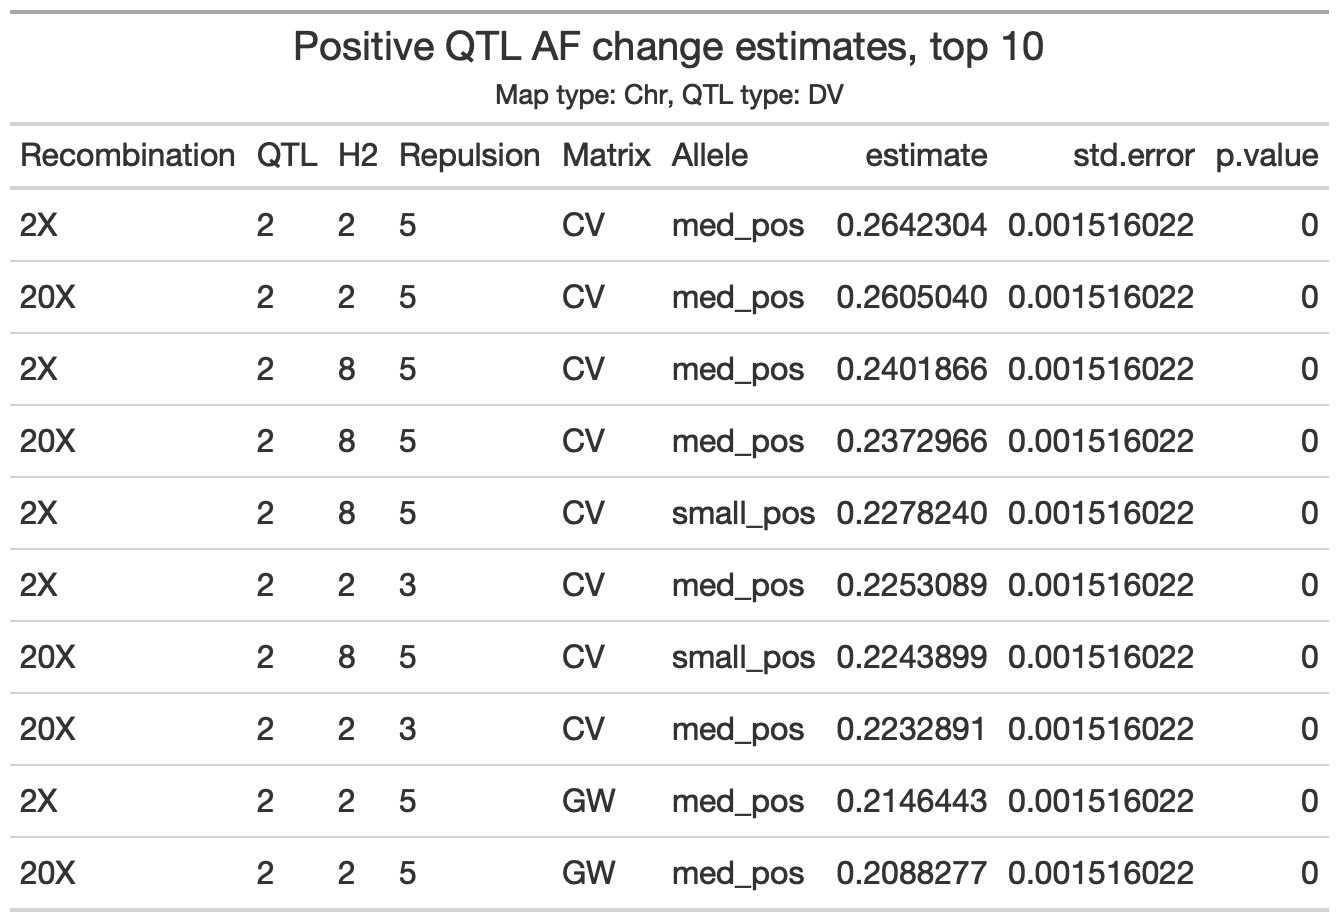 Positive QTL AF change estimates, top 10
Map type: Chr, QTL type: DV
Recombination QTL H2 Repulsion Matrix Allele estimate std.error p.value
2X 2 2 5 CV med_pos 0.2642304 0.001516022 0
20X 2 2 5 CV med_pos 0.2605040 0.001516022 0
2X 2 8 5 CV med_pos 0.2401866 0.001516022 0
20X 2 8 5 CV med_pos 0.2372966 0.001516022 0
2X 2 8 5 CV small_pos 0.2278240 0.001516022 0
2X 2 2 3 CV med_pos 0.2253089 0.001516022 0
20X 2 8 5 CV small_pos 0.2243899 0.001516022 0
20X 2 2 3 CV med_pos 0.2232891 0.001516022 0
2X 2 2 5 GW med_pos 0.2146443 0.001516022 0
20X 2 2 5 GW med_pos 0.2088277 0.001516022 0